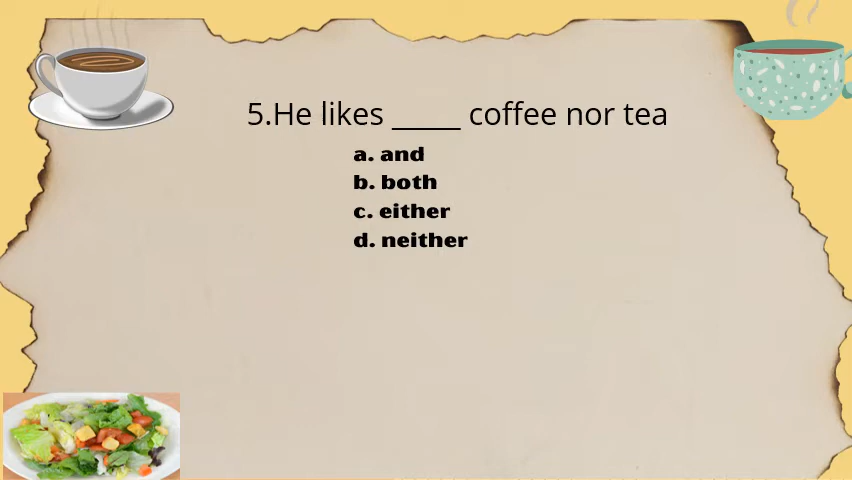 5.He likes _____ coffee nor tea
a. and
b. both
c. either
d. neither